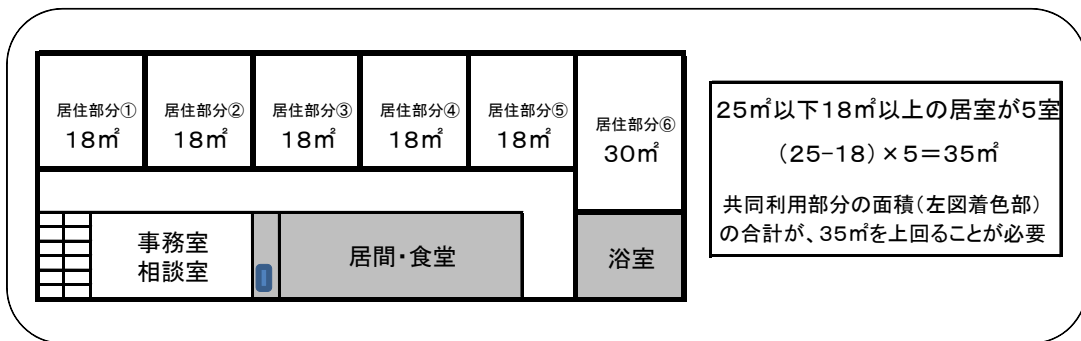 居住部分①
18㎡
居住部分②
18㎡
居住部分③
18㎡
居住部分④
18㎡
居住部分⑤
18㎡
居住部分⑥
30㎡
事務室
相談室
居間・食堂
浴室
25㎡以下18㎡以上の居室が5室
(25-18)×5=35㎡
共同利用部分の面積(左図着色部)
の合計が、35㎡を上回ることが必要